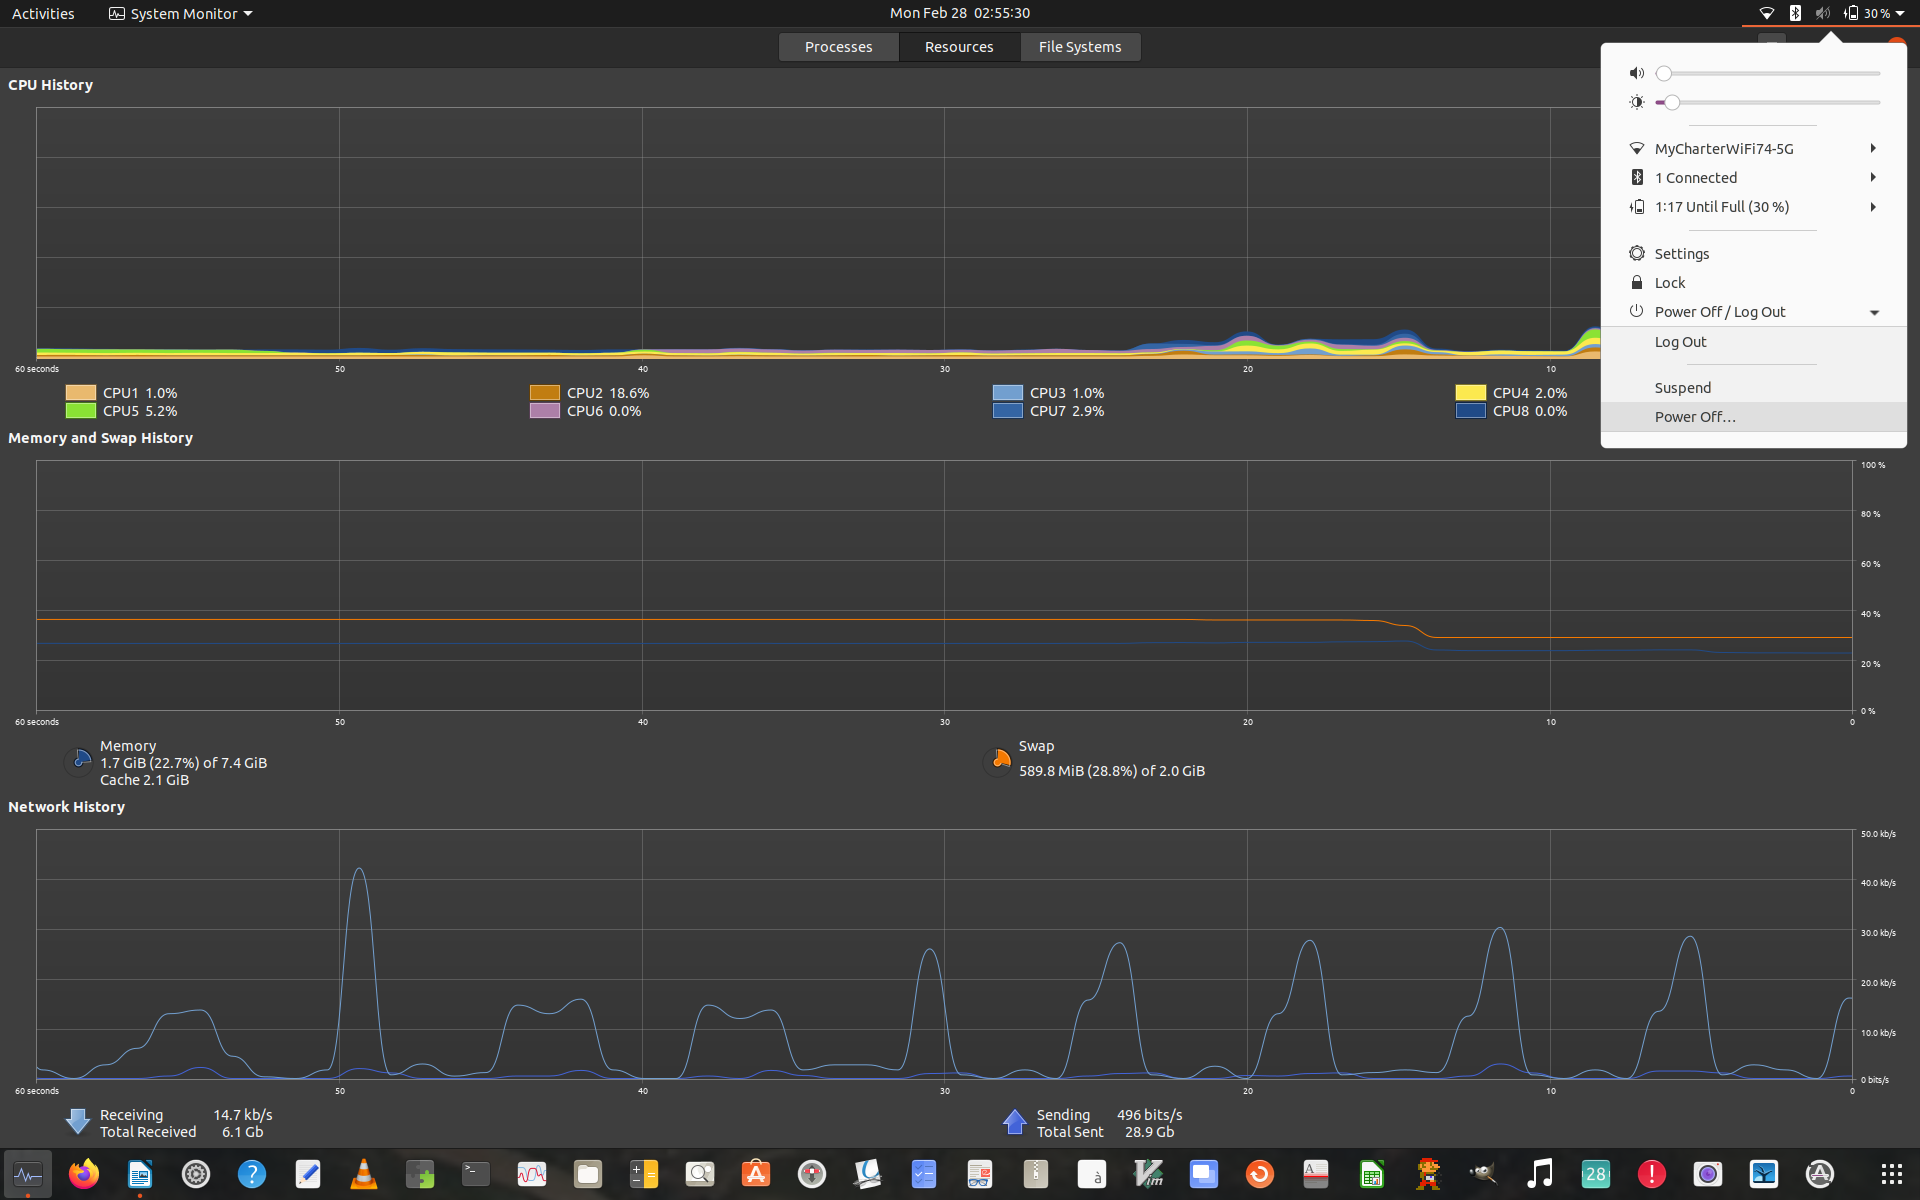 Activities
System Monitor
Mon Feb 28 02:55:30
30 %
Processes
Resources
File Systems
CPU History
60 seconds
50
40
30
20
10
CPU1 1.0%
CPU2 18.6%
CPU3 1.0%
CPU4 2.0%
CPU5 5.2%
CPU6 0.0%
CPU7 2.9%
CPU8 0.0%
MyCharterWiFi74-5G
1 Connected
1:17 Until Full (30 %)
Settings
Lock
Power Off / Log Out
Log Out
Suspend
Power Off…
Memory and Swap History
100 %
80 %
60 %
40 %
20 %
0 %
60 seconds
50
40
30
20
10
0
Memory
1.7 GiB (22.7%) of 7.4 GiB
Cache 2.1 GiB
Swap
589.8 MiB (28.8%) of 2.0 GiB
Network History
50.0 kb/s
40.0 kb/s
30.0 kb/s
20.0 kb/s
10.0 kb/s
0 bits/s
60 seconds
50
40
30
20
10
0
Receiving 14.7 kb/s
Total Received 6.1 Gb
Sending 496 bits/s
Total Sent 28.9 Gb
?
>_
à
Vim
A
28
!